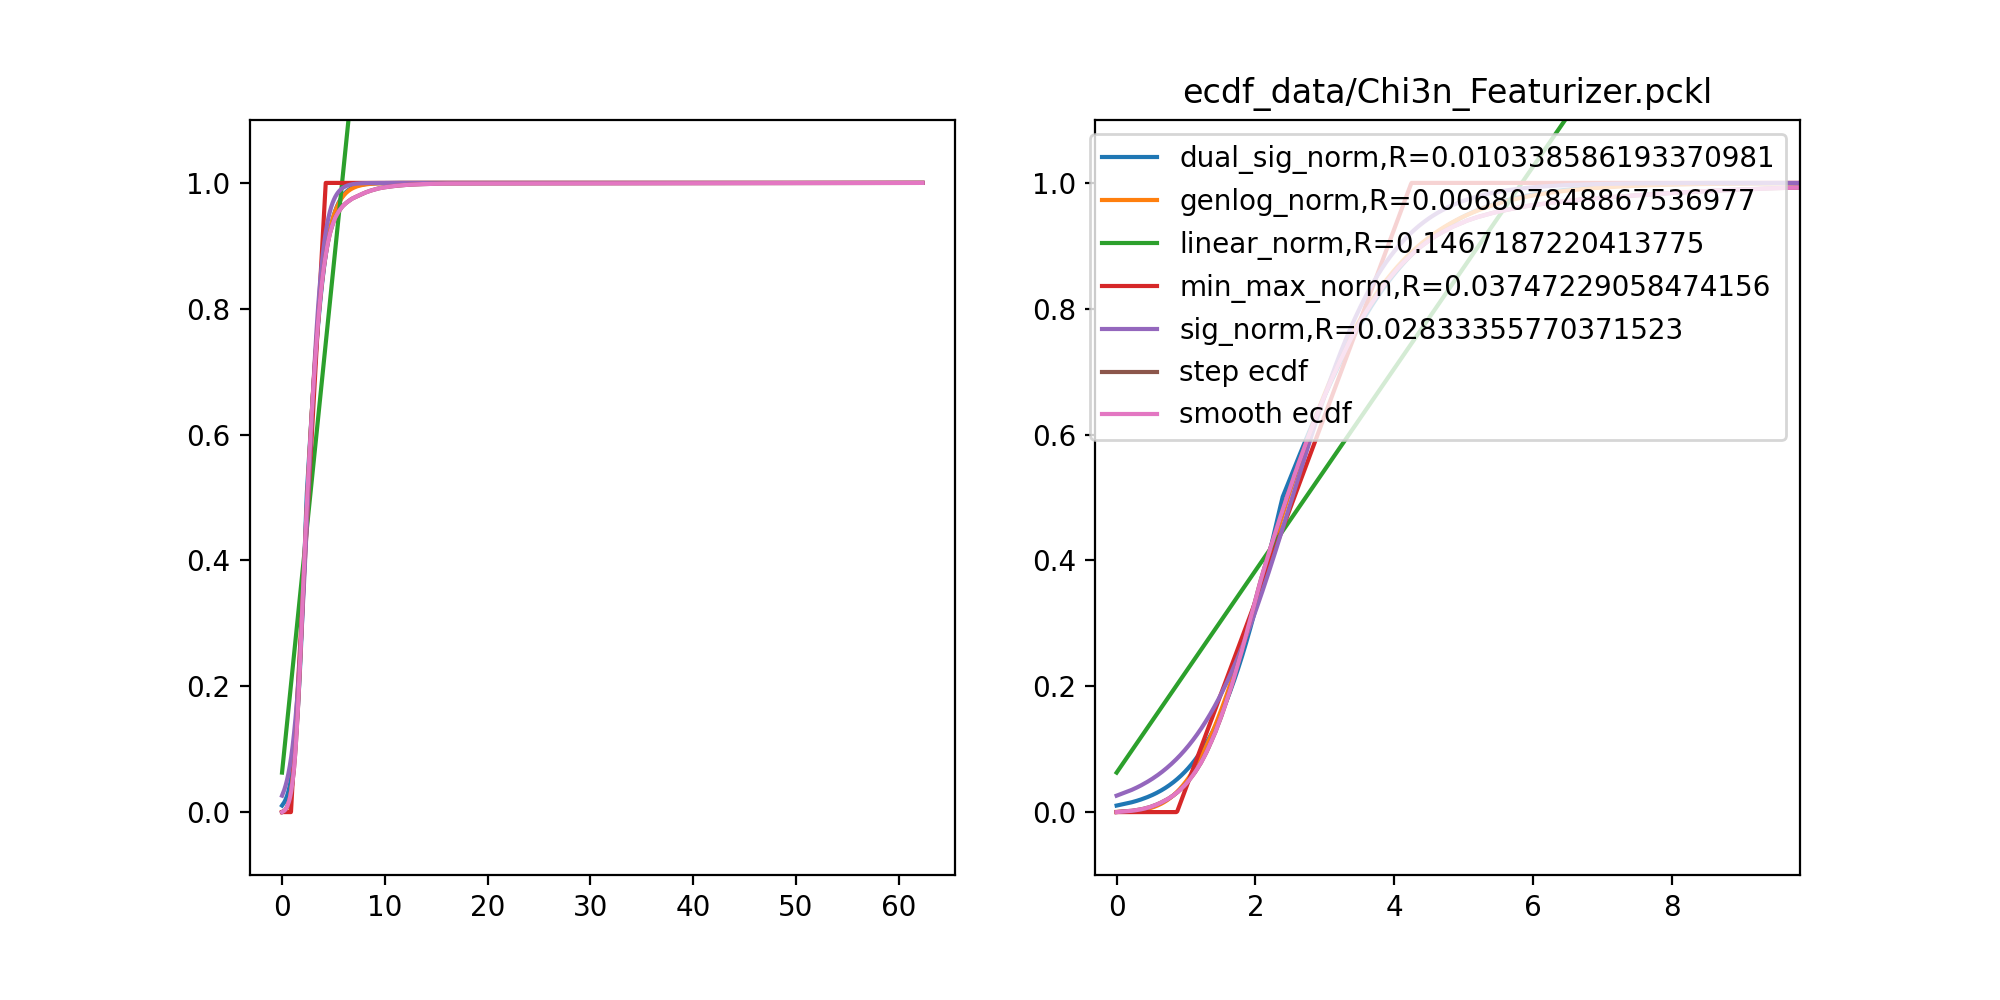 ecdf_data/Chi3n_Featurizer.pckl
1.0
0.8
0.6
0.4
0.2
0.0
0 10 20 30 40 50 60
dual_sig_norm,R=0.010338586193370981
genlog_norm,R=0.006807848867536977
linear_norm,R=0.1467187220413775
min_max_norm,R=0.03747229058474156
sig_norm,R=0.02833355770371523
step ecdf
smooth ecdf
1.0
0.8
0.6
0.4
0.2
0.0
0 2 4 6 8